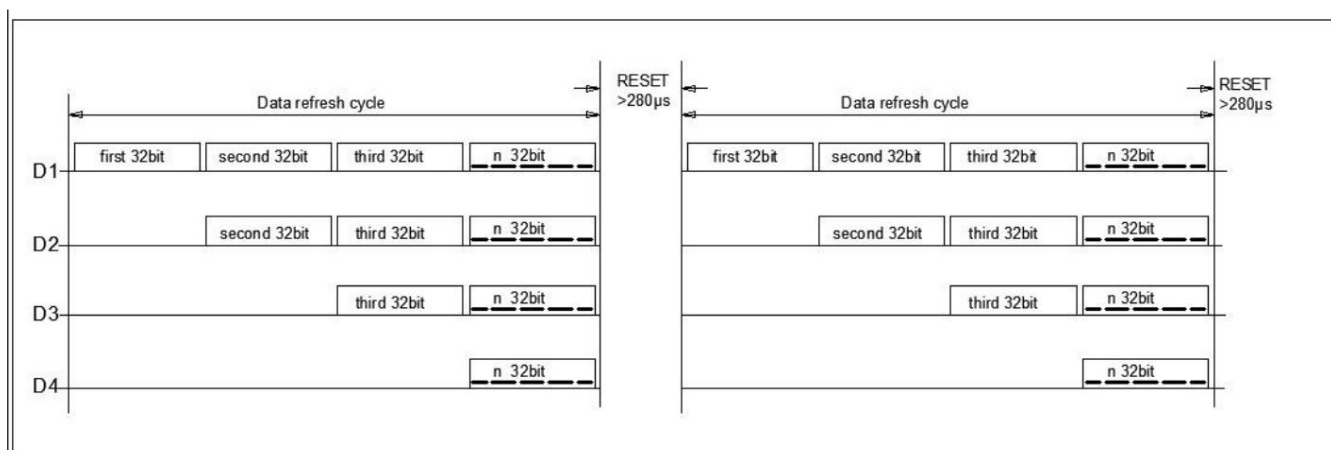 RESET
>280µs
RESET
>280µs
Data refresh cycle
Data refresh cycle
D1 first 32bit second 32bit third 32bit n 32bit first 32bit second 32bit third 32bit n 32bit
D2 second 32bit third 32bit n 32bit second 32bit third 32bit n 32bit
D3 third 32bit n 32bit third 32bit n 32bit
D4 n 32bit n 32bit